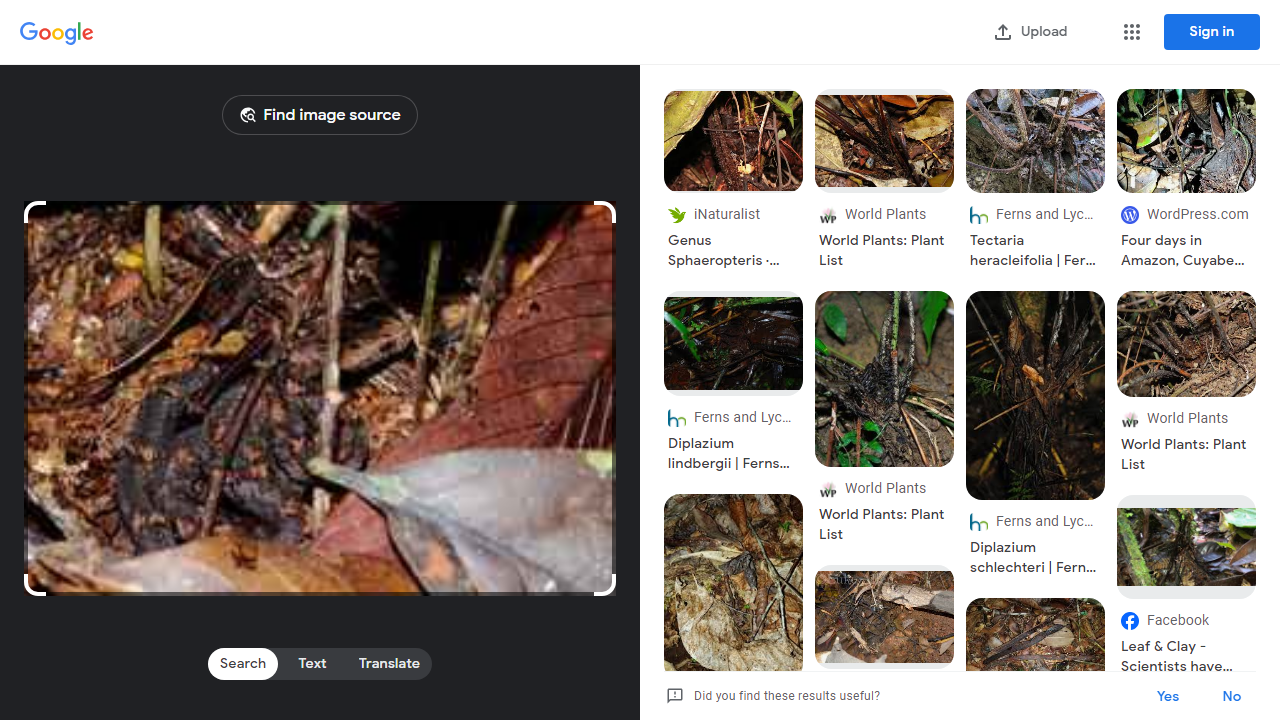 Google
Upload
Sign in
Find image source
Search
Text
Translate
iNaturalist
Genus
Sphaeropteris ·...
World Plants
World Plants: Plant
List
Ferns and Lyc...
Tectaria
heracleifolia | Fer...
WordPress.com
Four days in
Amazon, Cuyabe...
Ferns and Lyc...
Diplazium
lindbergii | Ferns...
World Plants
World Plants: Plant
List
Ferns and Lyc...
Diplazium
schlechteri | Fern...
World Plants
World Plants: Plant
List
Facebook
Leaf & Clay -
Scientists have...
Did you find these results useful?
Yes
No